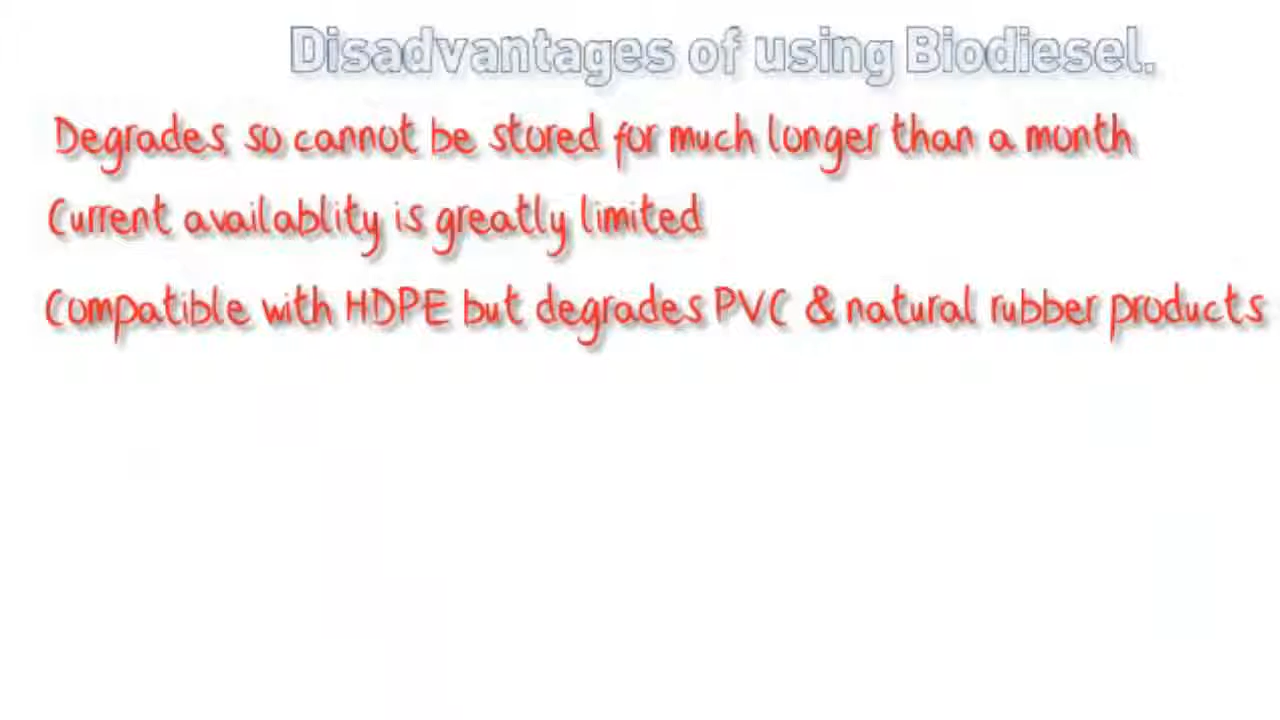 Disadvantages of using Biodiesel.
Degrades so cannot be stored for much longer than a month
Current availablity is greatly limited
Compatible with HDPE but degrades PVC & natural rubber products